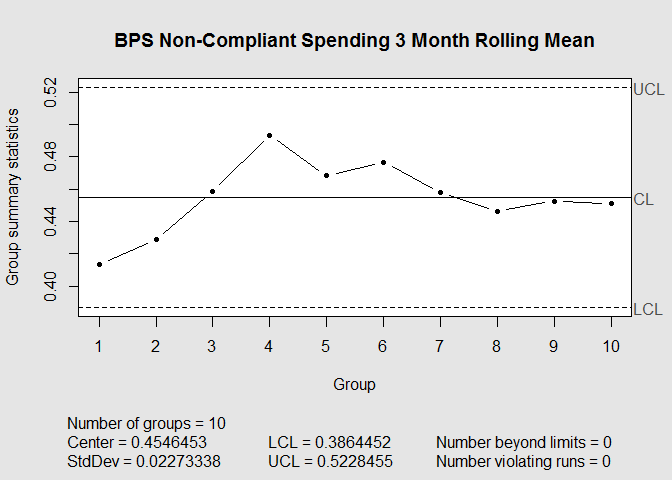 BPS Non-Compliant Spending 3 Month Rolling Mean
Group summary statistics
0.52
0.48
0.44
0.40
UCL
CL
LCL
1 2 3 4 5 6 7 8 9 10
Group
Number of groups = 10
Center = 0.4546453 LCL = 0.3864452 Number beyond limits = 0
StdDev = 0.02273338 UCL = 0.5228455 Number violating runs = 0